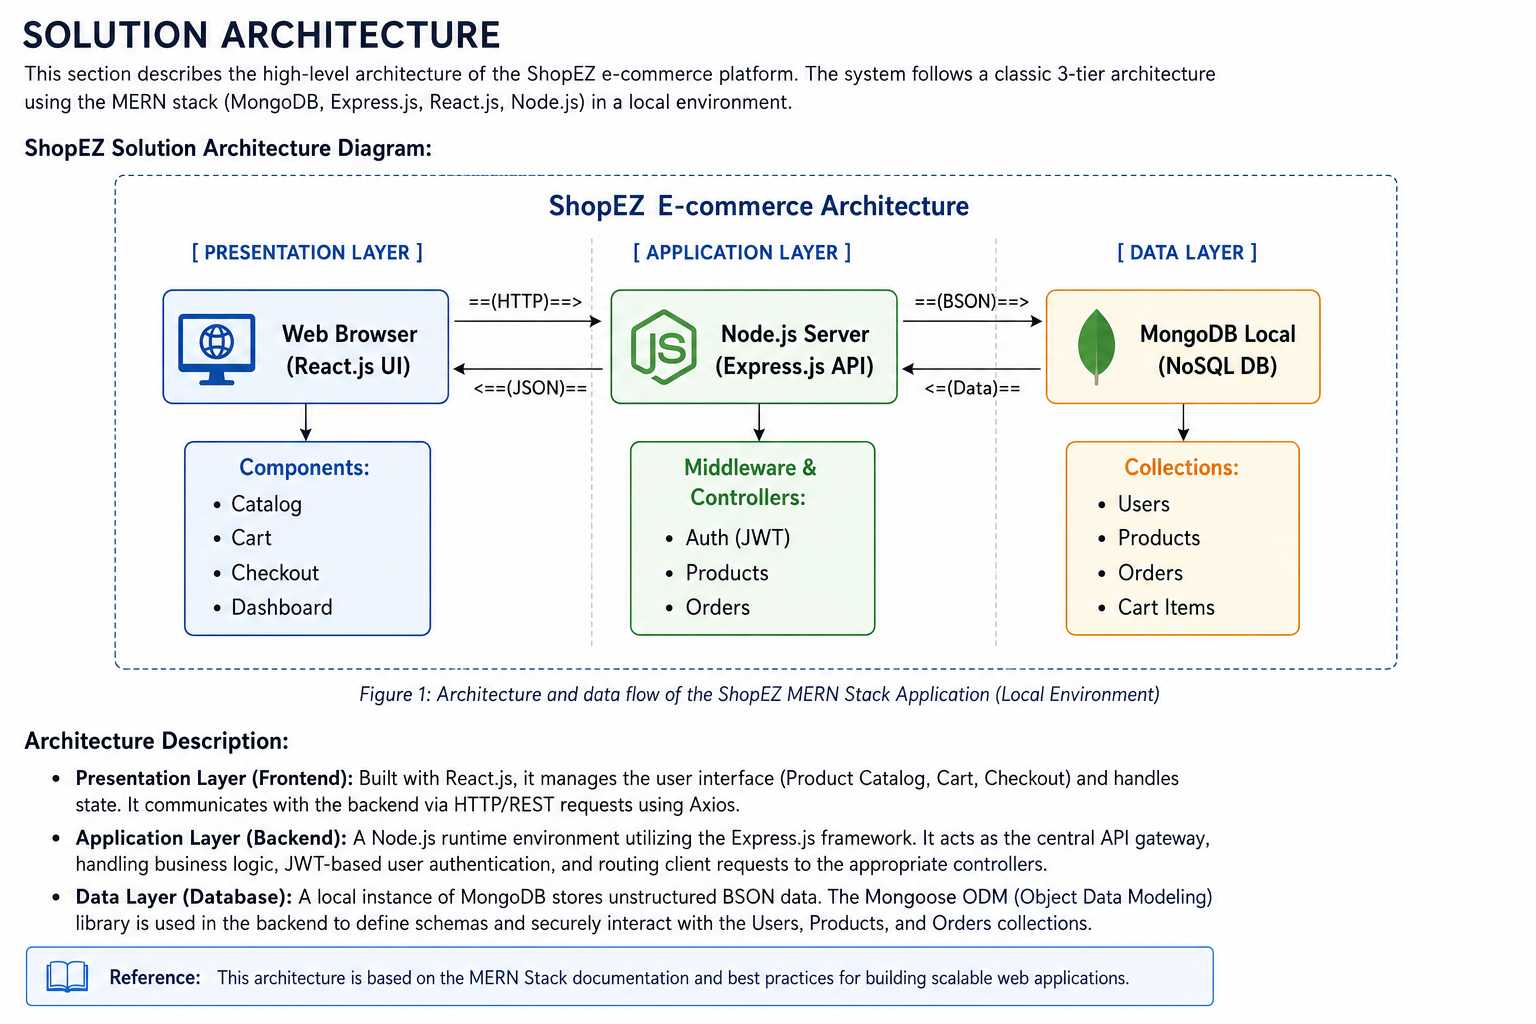 SOLUTION ARCHITECTURE
This section describes the high-level architecture of the ShopEZ e-commerce platform. The system follows a classic 3-tier architecture
using the MERN stack (MongoDB, Express.js, React.js, Node.js) in a local environment.
ShopEZ Solution Architecture Diagram:
ShopEZ E-commerce Architecture
[ PRESENTATION LAYER ]
[ APPLICATION LAYER ]
[ DATA LAYER ]
Web Browser
(React.js UI)
==(HTTP)==>
<==(JSON)==
JS
Node.js Server
(Express.js API)
==(BSON)==>
<=(Data)==
MongoDB Local
(NoSQL DB)
Components:
• Catalog
• Cart
• Checkout
• Dashboard
Middleware &
Controllers:
• Auth (JWT)
• Products
• Orders
Collections:
• Users
• Products
• Orders
• Cart Items
Figure 1: Architecture and data flow of the ShopEZ MERN Stack Application (Local Environment)
Architecture Description:
• Presentation Layer (Frontend): Built with React.js, it manages the user interface (Product Catalog, Cart, Checkout) and handles
state. It communicates with the backend via HTTP/REST requests using Axios.
• Application Layer (Backend): A Node.js runtime environment utilizing the Express.js framework. It acts as the central API gateway,
handling business logic, JWT-based user authentication, and routing client requests to the appropriate controllers.
• Data Layer (Database): A local instance of MongoDB stores unstructured BSON data. The Mongoose ODM (Object Data Modeling)
library is used in the backend to define schemas and securely interact with the Users, Products, and Orders collections.
Reference: This architecture is based on the MERN Stack documentation and best practices for building scalable web applications.